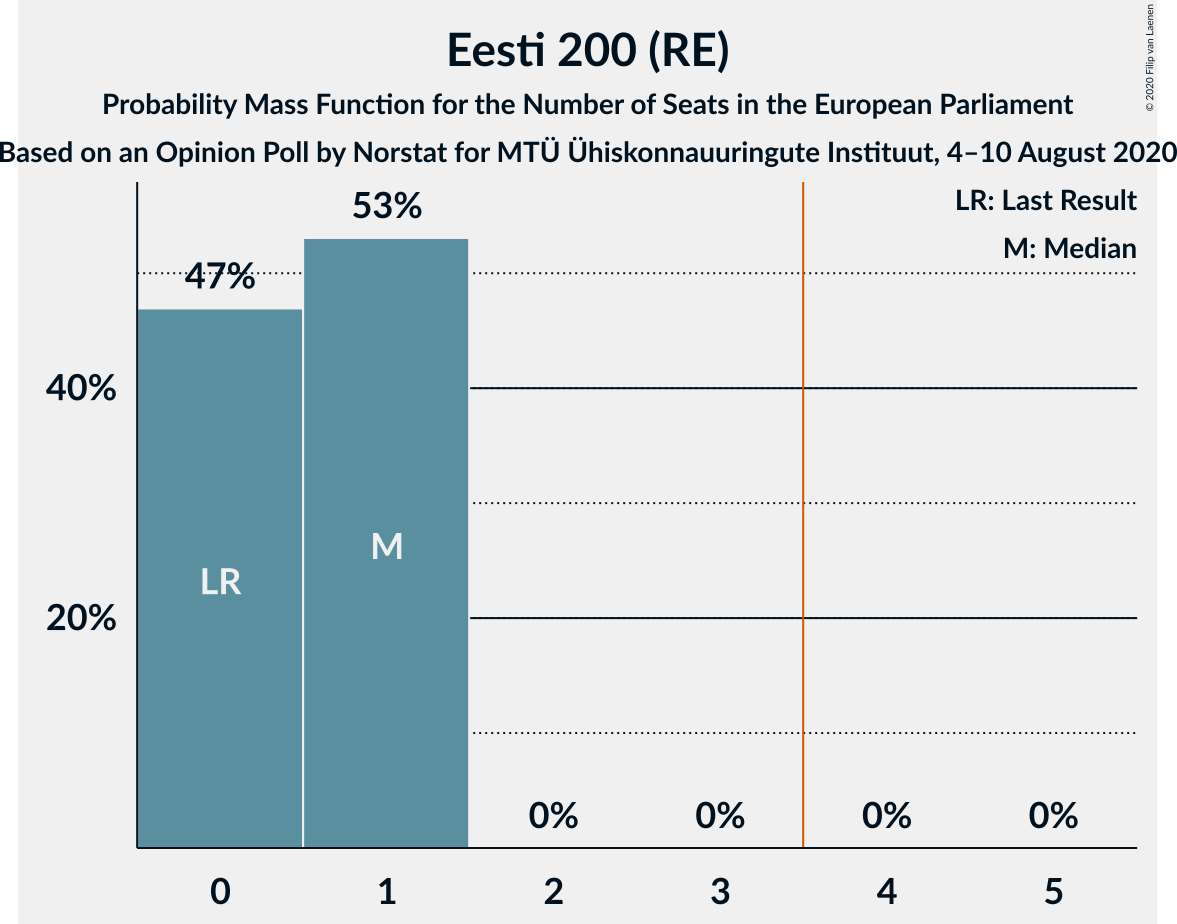 Eesti 200 (RE)
Probability Mass Function for the Number of Seats in the European Parliament
Based on an Opinion Poll by Norstat for MTÜ Ühiskonnauuringute Instituut, 4–10 August 2020
© 2020 Filip van Laenen
LR: Last Result
M: Median
53%
47%
40%
20%
M
LR
0% 0% 0% 0%
0 1 2 3 4 5